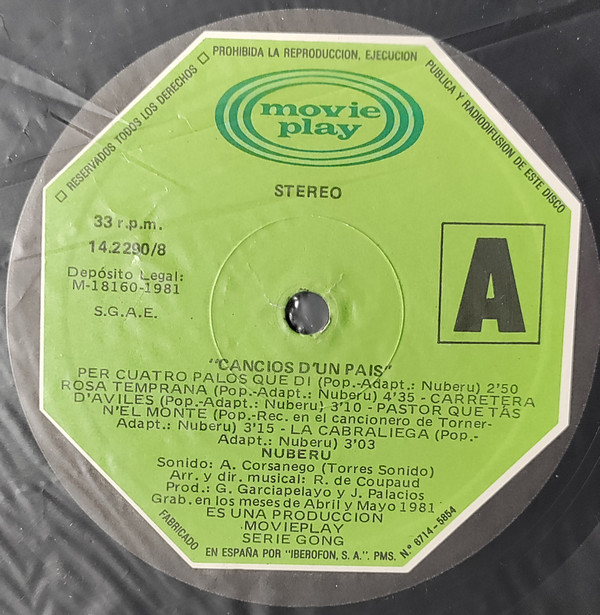 □ RESERVADOS TODOS LOS DERECHOS □ PROHIBIDA LA REPRODUCCION, EJECUCION PUBLICA Y RADIODIFUSION DE ESTE DISCO
movie
play
STEREO
33 r.p.m.
14.2290/8
Depósito Legal:
M-18160-1981
S.G.A.E.
A
"CANCIOS D'UN PAIS"
PER CUATRO PALOS QUE DI (Pop.-Adapt.: Nuberu) 2'50
ROSA TEMPRANA (Pop.-Adapt.: Nuberu) 4'35 - CARRETERA
D'AVILES (Pop.-Adapt.: Nuberu) 3'10 - PASTOR QUE TAS
N'EL MONTE (Pop.-Rec. en el cancionero de Torner-
Adapt.: Nuberu) 3'15 - LA CABRALIEGA (Pop.-
Adapt.: Nuberu) 3'03
NUBERU
Sonido: A. Corsanego (Torres Sonido)
Arr. y dir. musical: R. de Coupaud
Prod.: G. Garciapelayo y J. Palacios
Grab. en los meses de Abril y Mayo 1981
ES UNA PRODUCCION
MOVIEPLAY
SERIE GONG
FABRICADO EN ESPAÑA POR "IBEROFON, S.A.". PMS. N.º 6714-5854